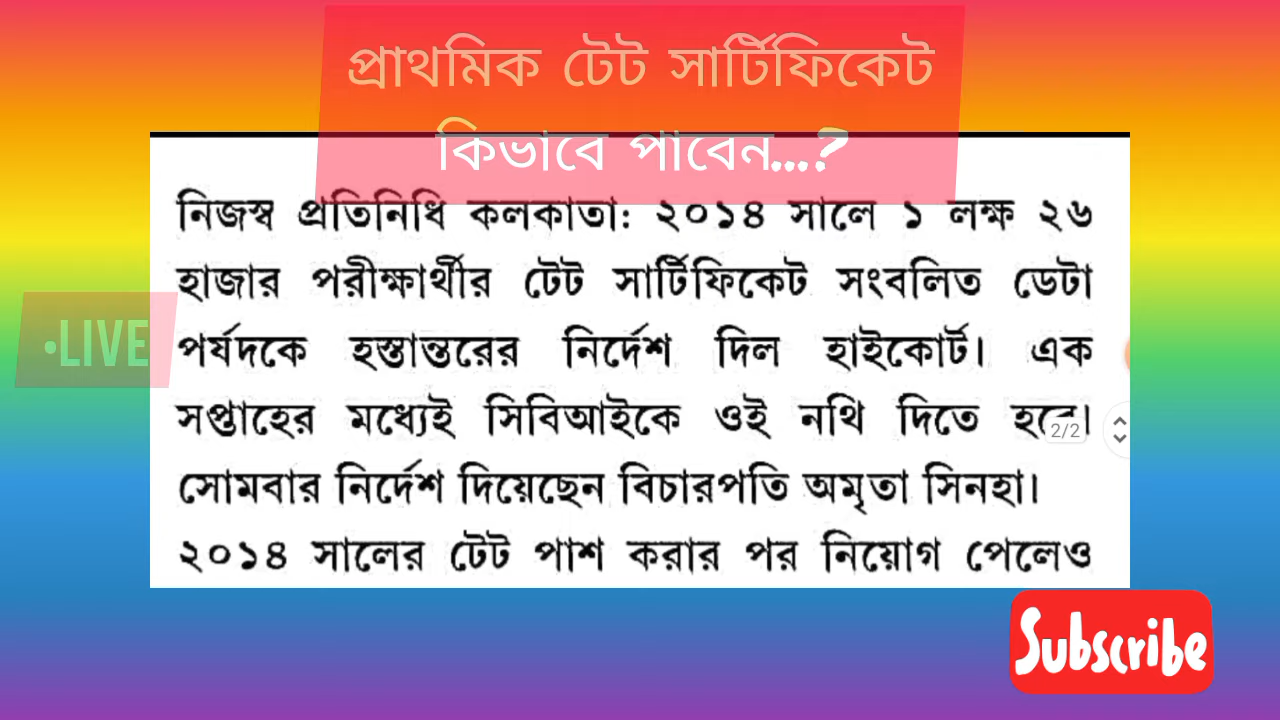 প্রাথমিক টেট সার্টিফিকেট
কিভাবে পাবেন...?
নিজস্ব প্রতিনিধি কলকাতা: ২০১৪ সালে ১ লক্ষ ২৬
হাজার পরীক্ষার্থীর টেট সার্টিফিকেট সংবলিত ডেটা
•LIVE
পর্ষদকে হস্তান্তরের নির্দেশ দিল হাইকোর্ট। এক
সপ্তাহের মধ্যেই সিবিআইকে ওই নথি দিতে হবে।
2/2
সোমবার নির্দেশ দিয়েছেন বিচারপতি অমৃতা সিনহা।
২০১৪ সালের টেট পাশ করার পর নিয়োগ পেলেও
Subscribe